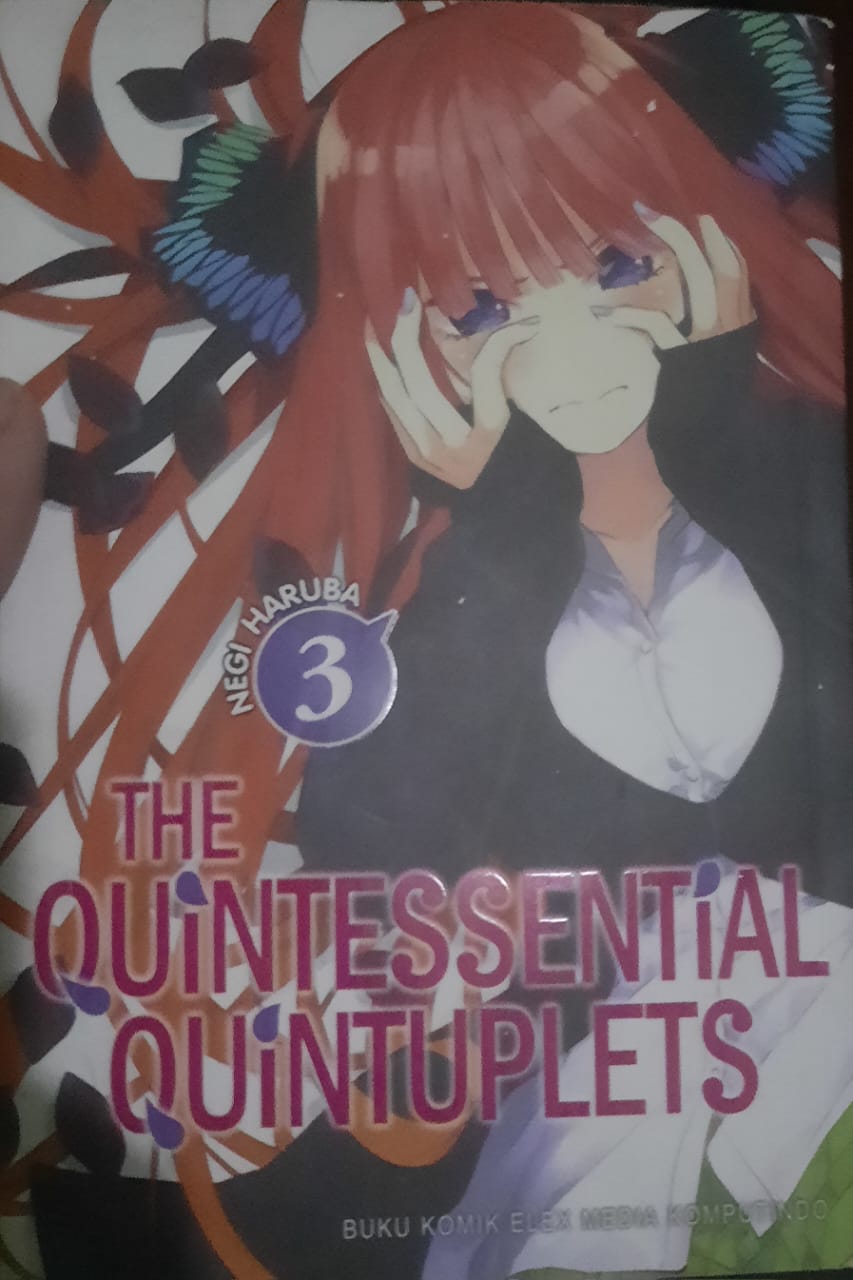 NEGI HARUBA
3
THE
QUINTESSENTIAL
QUINTUPLETS
BUKU KOMIK ELEX MEDIA KOMPUTINDO